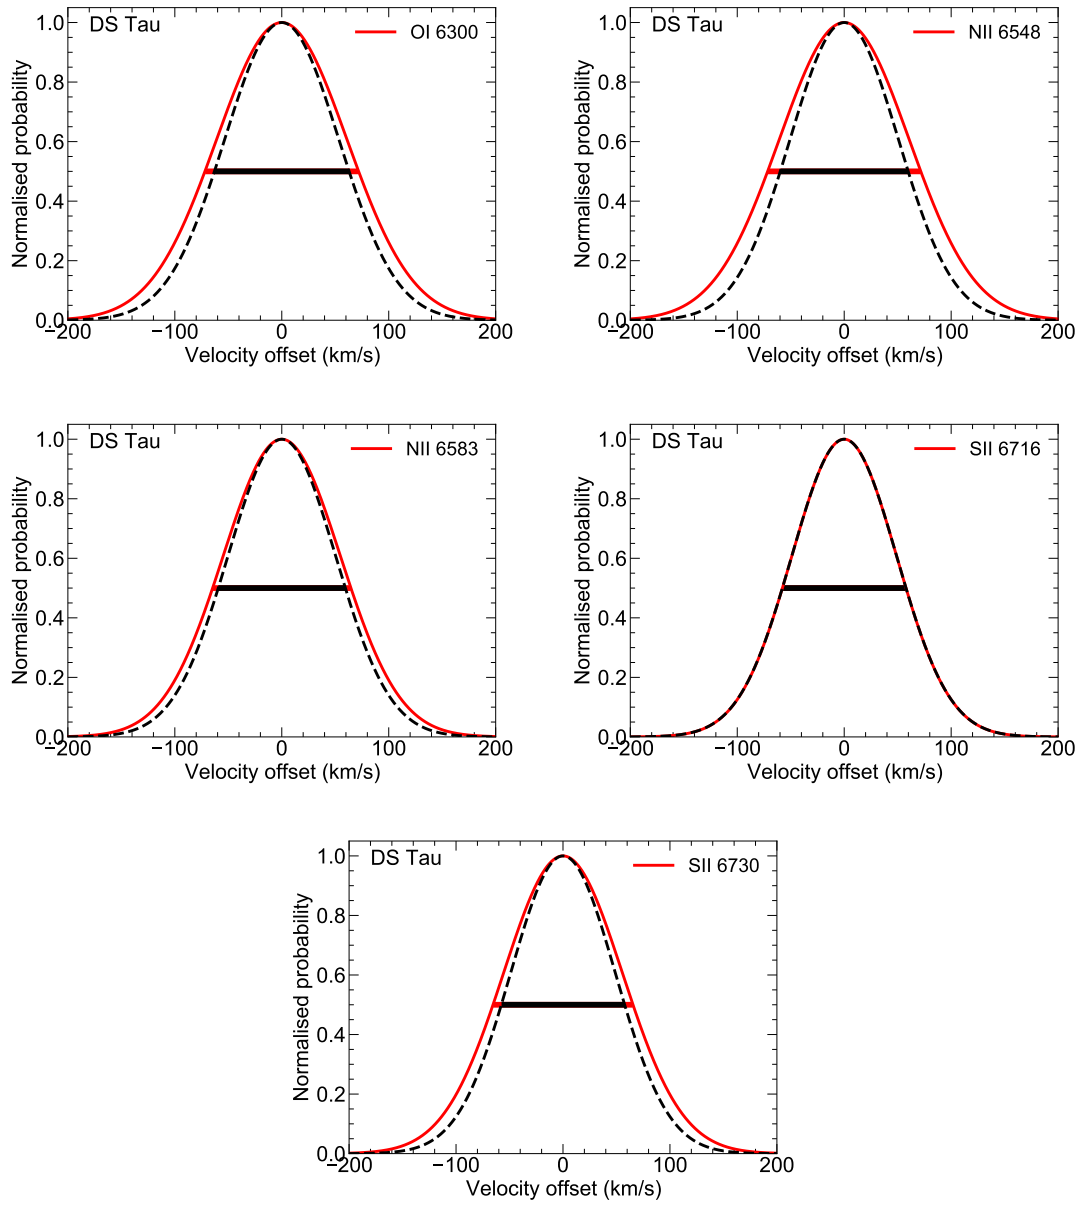 DS Tau
OI 6300
Normalised probability
1.0
0.8
0.6
0.4
0.2
0.0
−200
−100
0
100
200
Velocity offset (km/s)
DS Tau
NII 6548
Normalised probability
1.0
0.8
0.6
0.4
0.2
0.0
−200
−100
0
100
200
Velocity offset (km/s)
DS Tau
NII 6583
Normalised probability
1.0
0.8
0.6
0.4
0.2
0.0
−200
−100
0
100
200
Velocity offset (km/s)
DS Tau
SII 6716
Normalised probability
1.0
0.8
0.6
0.4
0.2
0.0
−200
−100
0
100
200
Velocity offset (km/s)
DS Tau
SII 6730
Normalised probability
1.0
0.8
0.6
0.4
0.2
0.0
−200
−100
0
100
200
Velocity offset (km/s)